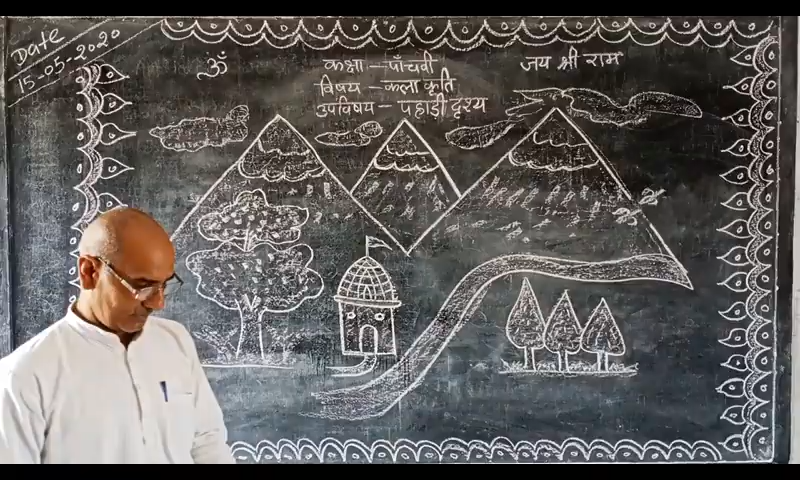 Date
15-05-2020
ॐ
कक्षा – पाँचवी
जय श्री राम
विषय – कला कृति
उपविषय – पहाड़ी दृश्य